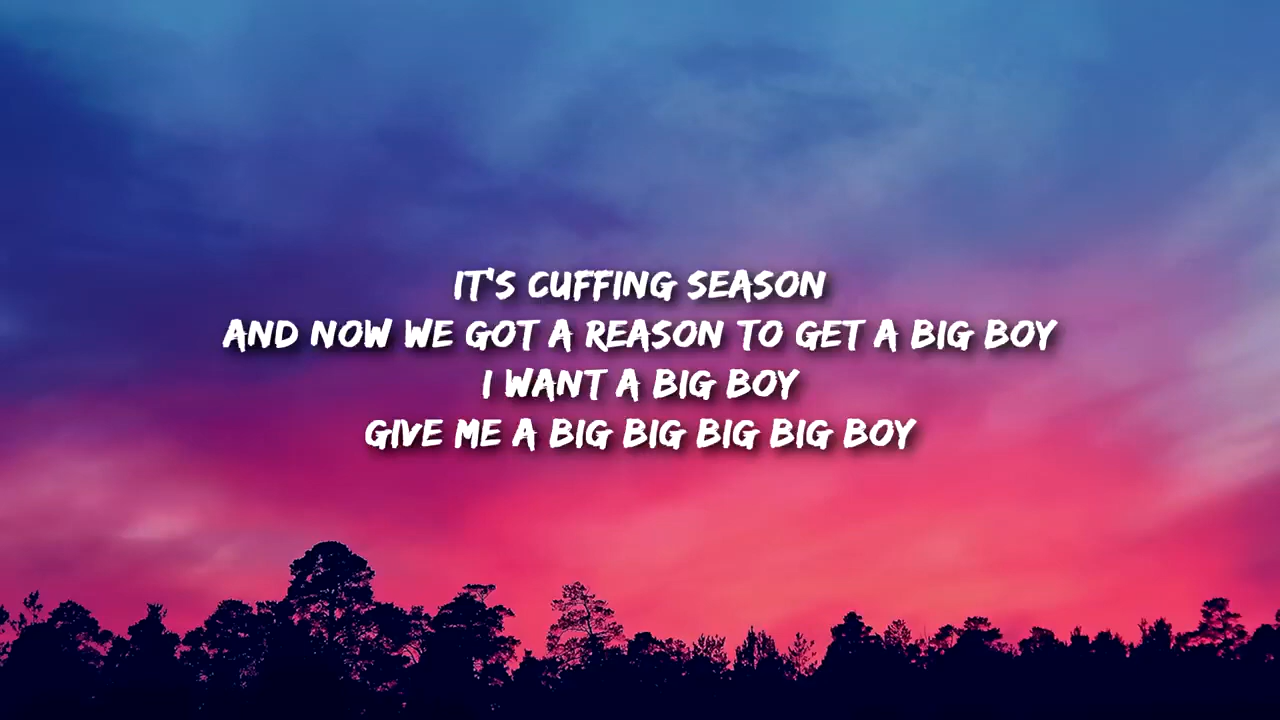 IT'S CUFFING SEASON
AND NOW WE GOT A REASON TO GET A BIG BOY
I WANT A BIG BOY
GIVE ME A BIG BIG BIG BIG BOY